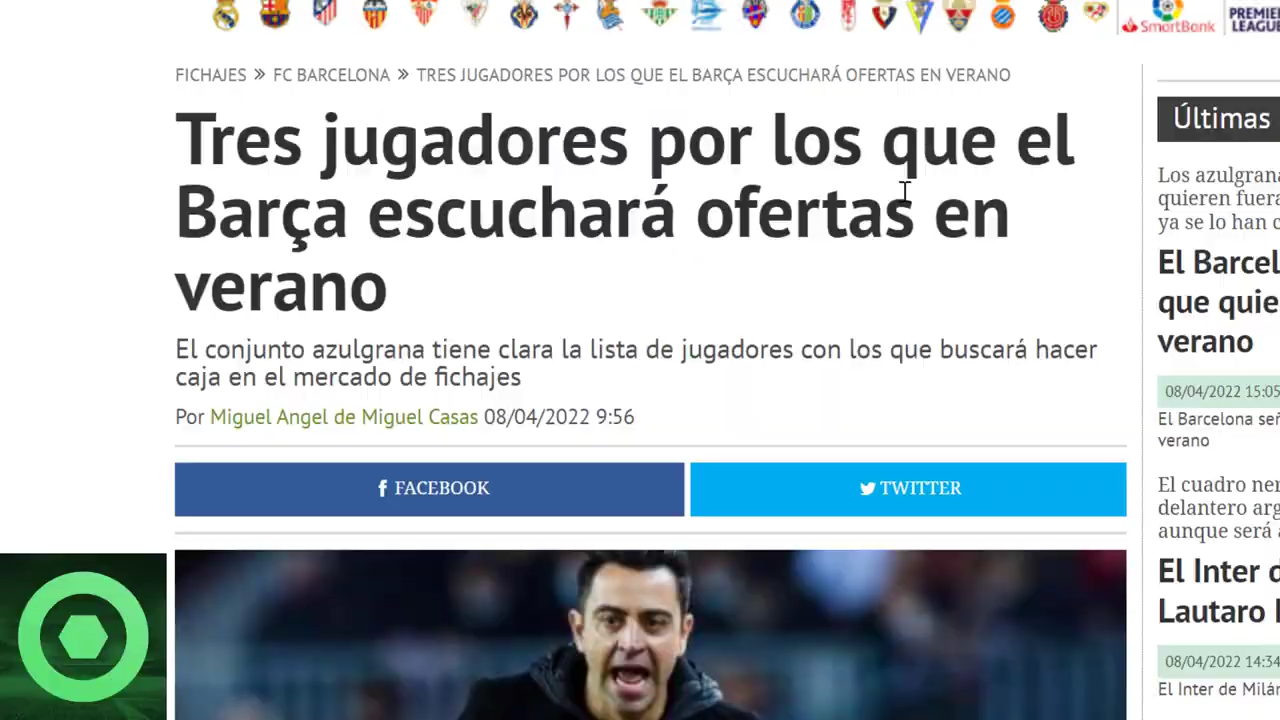 SmartBank
PREMIER
LEAGUE
FICHAJES » FC BARCELONA » TRES JUGADORES POR LOS QUE EL BARÇA ESCUCHARÁ OFERTAS EN VERANO
Tres jugadores por los que el
Barça escuchará ofertas en
verano
El conjunto azulgrana tiene clara la lista de jugadores con los que buscará hacer
caja en el mercado de fichajes
Por Miguel Angel de Miguel Casas 08/04/2022 9:56
FACEBOOK
TWITTER
Últimas
Los azulgrana
quieren fuera
ya se lo han
El Barcel
que quie
verano
08/04/2022 15:05
El Barcelona señ
verano
El cuadro ner
delantero arg
aunque será a
El Inter d
Lautaro
08/04/2022 14:34
El Inter de Milán